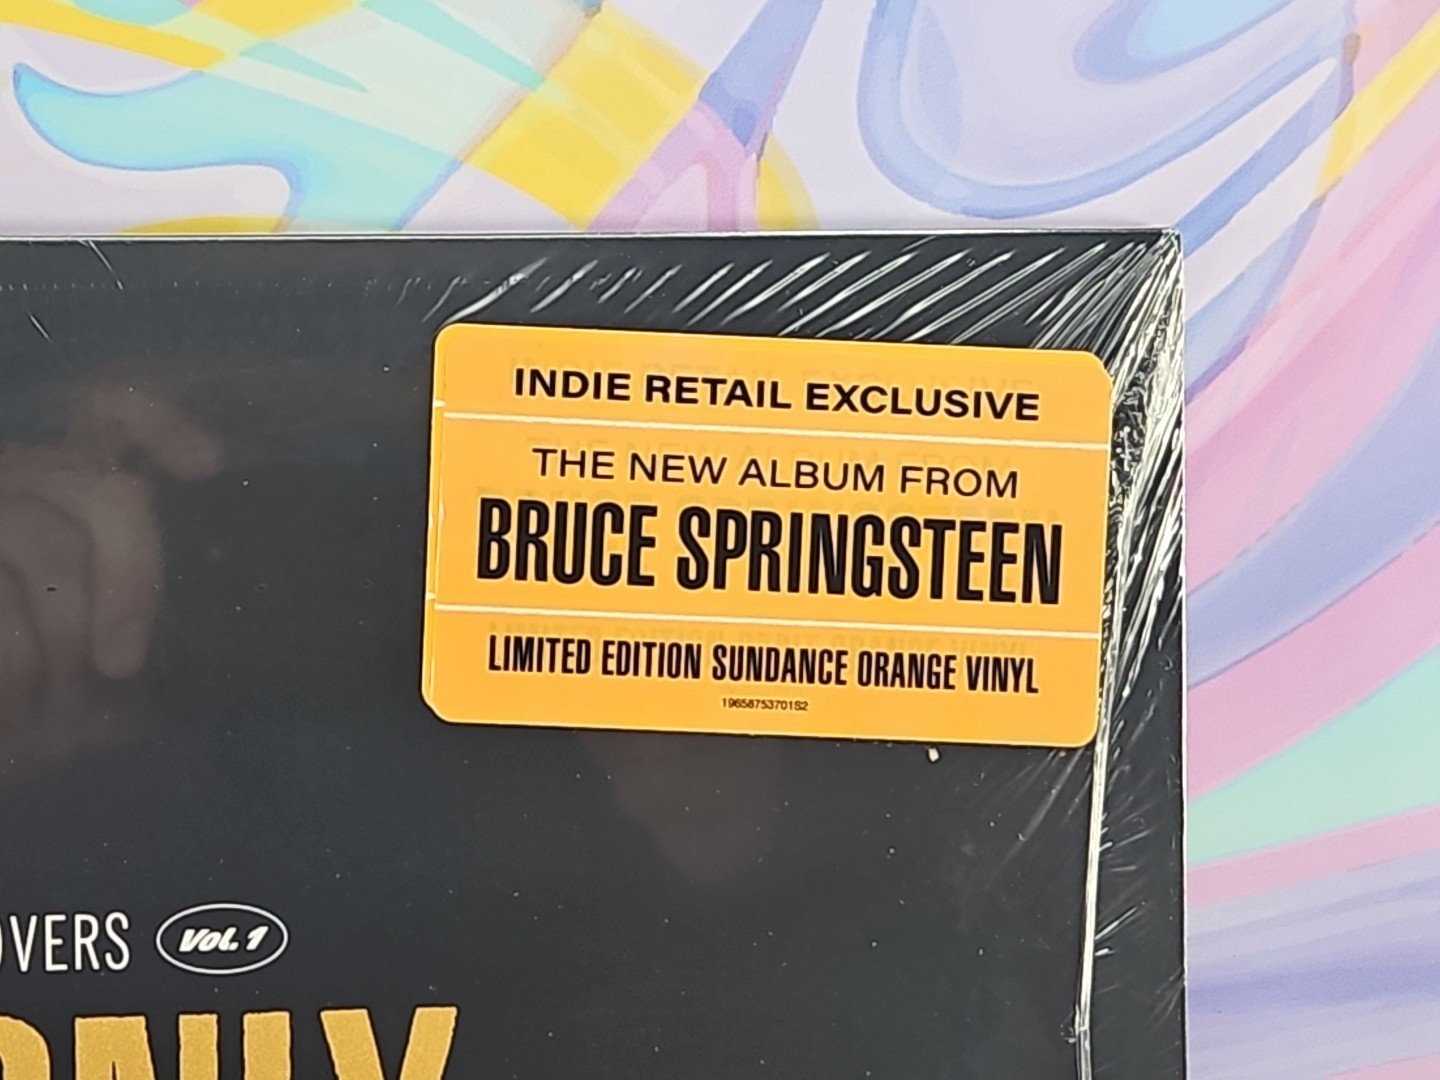 INDIE RETAIL EXCLUSIVE
THE NEW ALBUM FROM
BRUCE SPRINGSTEEN
LIMITED EDITION SUNDANCE ORANGE VINYL
19658753701S2
OVERS Vol. 1